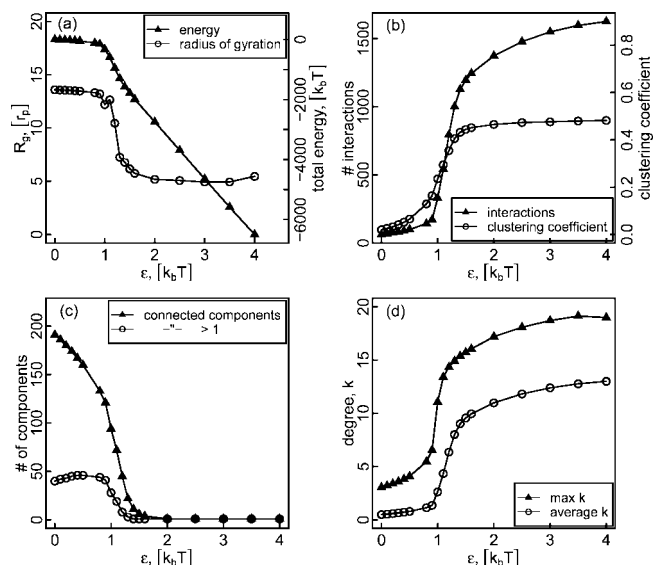 (a)
energy
radius of gyration
20
15
10
5
0
R_g, [r_p]
0
−2000
−4000
−6000
total energy, [k_bT]
0 1 2 3 4
ε, [k_bT]
(b)
1500
1000
500
0
# interactions
0.8
0.6
0.4
0.2
0.0
clustering coefficient
interactions
clustering coefficient
0 1 2 3 4
ε, [k_bT]
(c)
connected components
−"− > 1
200
150
100
50
0
# of components
0 1 2 3 4
ε, [k_bT]
(d)
20
15
10
5
0
degree, k
max k
average k
0 1 2 3 4
ε, [k_bT]